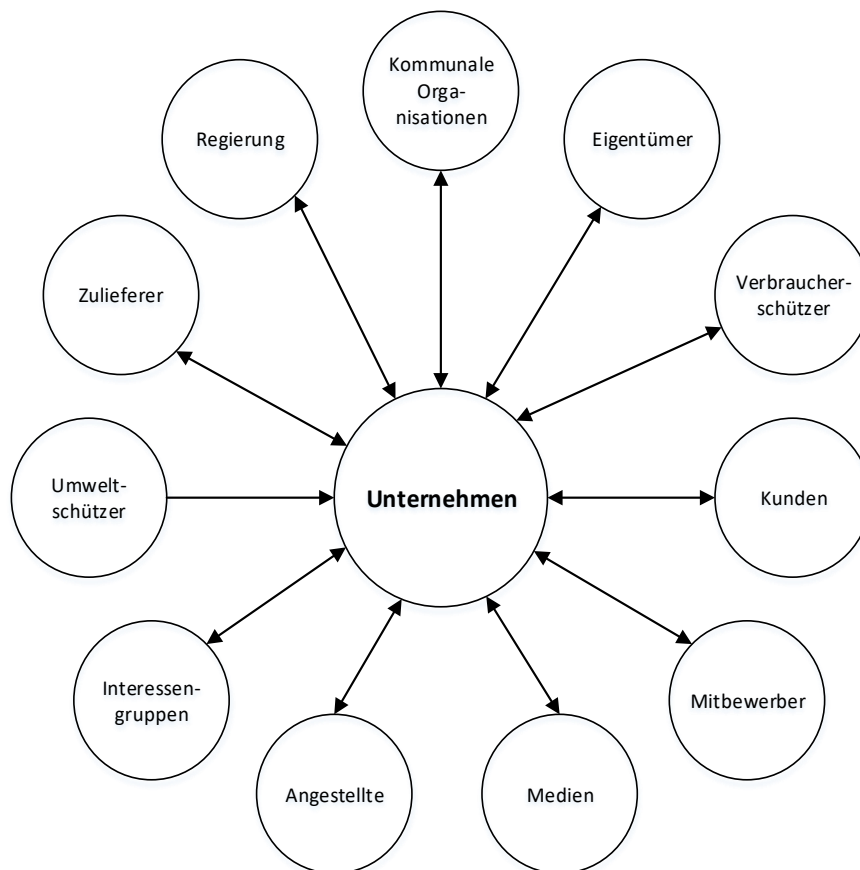 Kommunale
Orga-
nisationen
Regierung
Eigentümer
Zulieferer
Verbraucher-
schützer
Umwelt-
schützer
Unternehmen
Kunden
Interessen-
gruppen
Mitbewerber
Angestellte
Medien